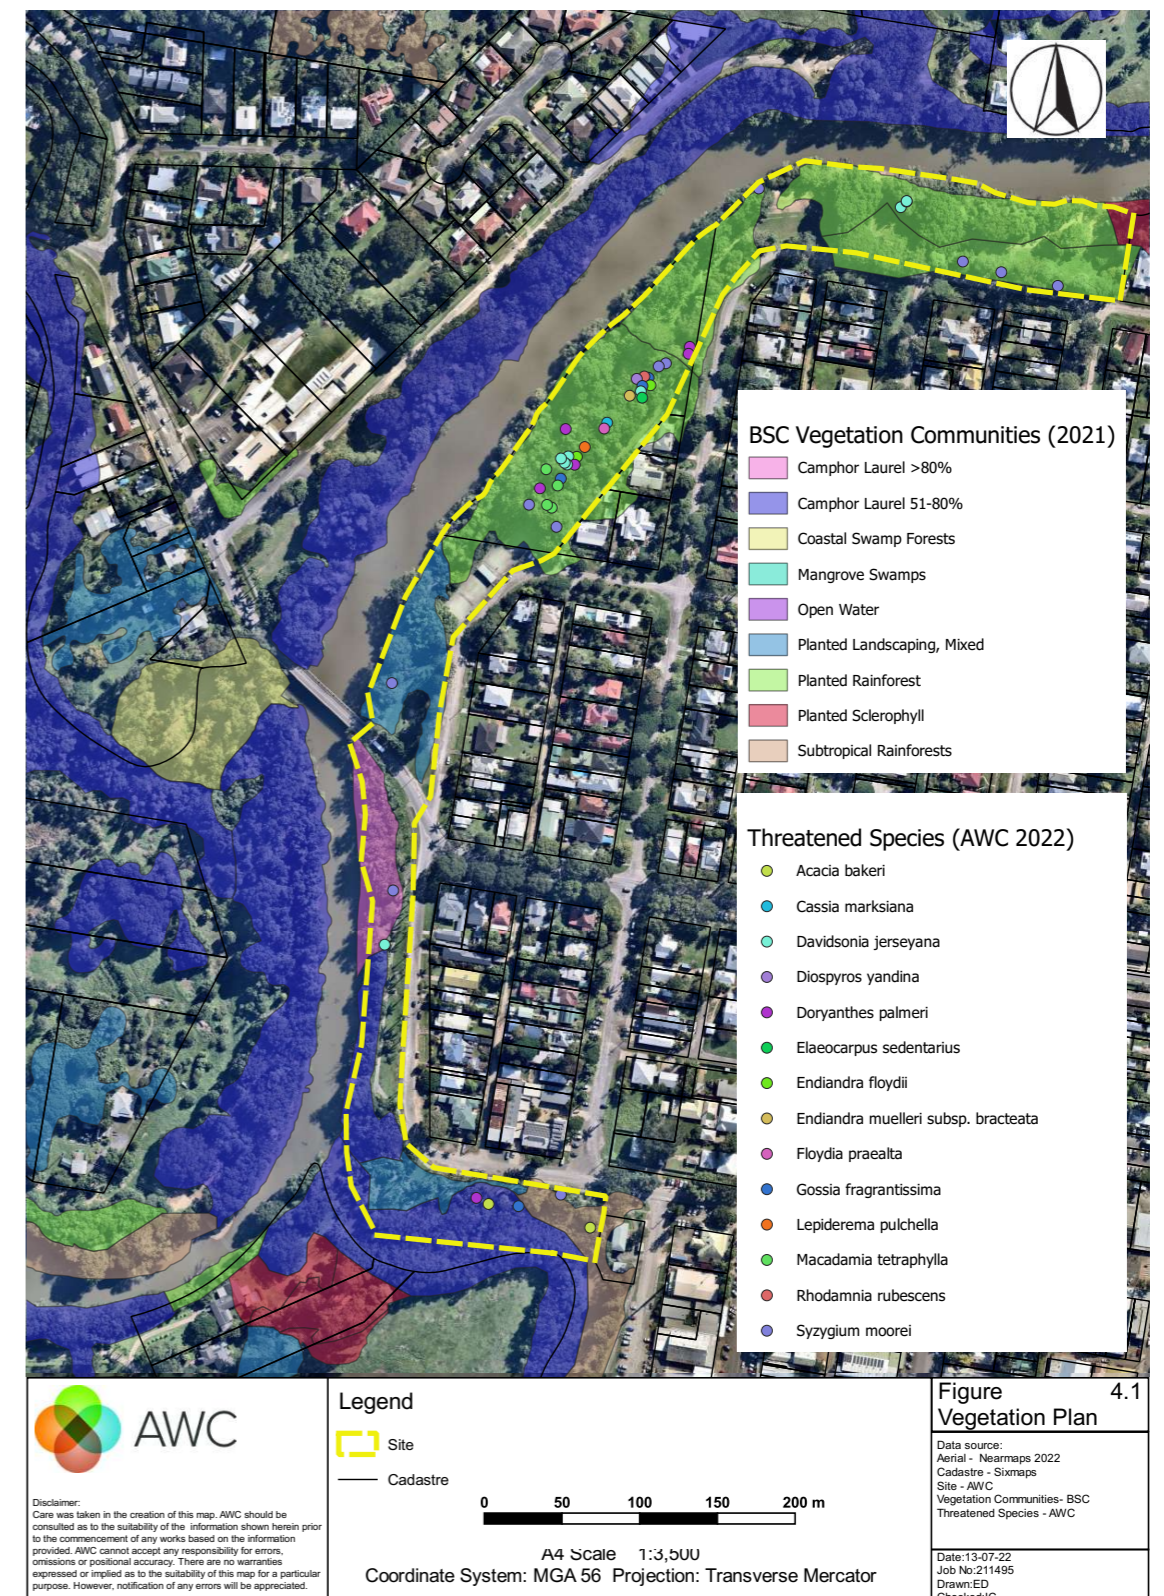 BSC Vegetation Communities (2021)
Camphor Laurel >80%
Camphor Laurel 51-80%
Coastal Swamp Forests
Mangrove Swamps
Open Water
Planted Landscaping, Mixed
Planted Rainforest
Planted Sclerophyll
Subtropical Rainforests
Threatened Species (AWC 2022)
Acacia bakeri
Cassia marksiana
Davidsonia jerseyana
Diospyros yandina
Doryanthes palmeri
Elaeocarpus sedentarius
Endiandra floydii
Endiandra muelleri subsp. bracteata
Floydia praealta
Gossia fragrantissima
Lepiderema pulchella
Macadamia tetraphylla
Rhodamnia rubescens
Syzygium moorei
AWC
Disclaimer:
Care was taken in the creation of this map. AWC should be
consulted as to the suitability of the information shown herein prior
to the commencement of any works based on the information
provided. AWC cannot accept any responsibility for errors,
omissions or positional accuracy. There are no warranties
expressed or implied as to the suitability of this map for a particular
purpose. However, notification of any errors will be appreciated.
Legend
Site
Cadastre
0 50 100 150 200 m
A4 Scale 1:3,500
Coordinate System: MGA 56 Projection: Transverse Mercator
Figure 4.1
Vegetation Plan
Data source:
Aerial - Nearmaps 2022
Cadastre - Sixmaps
Site - AWC
Vegetation Communities- BSC
Threatened Species - AWC
Date:13-07-22
Job No:211495
Drawn:ED